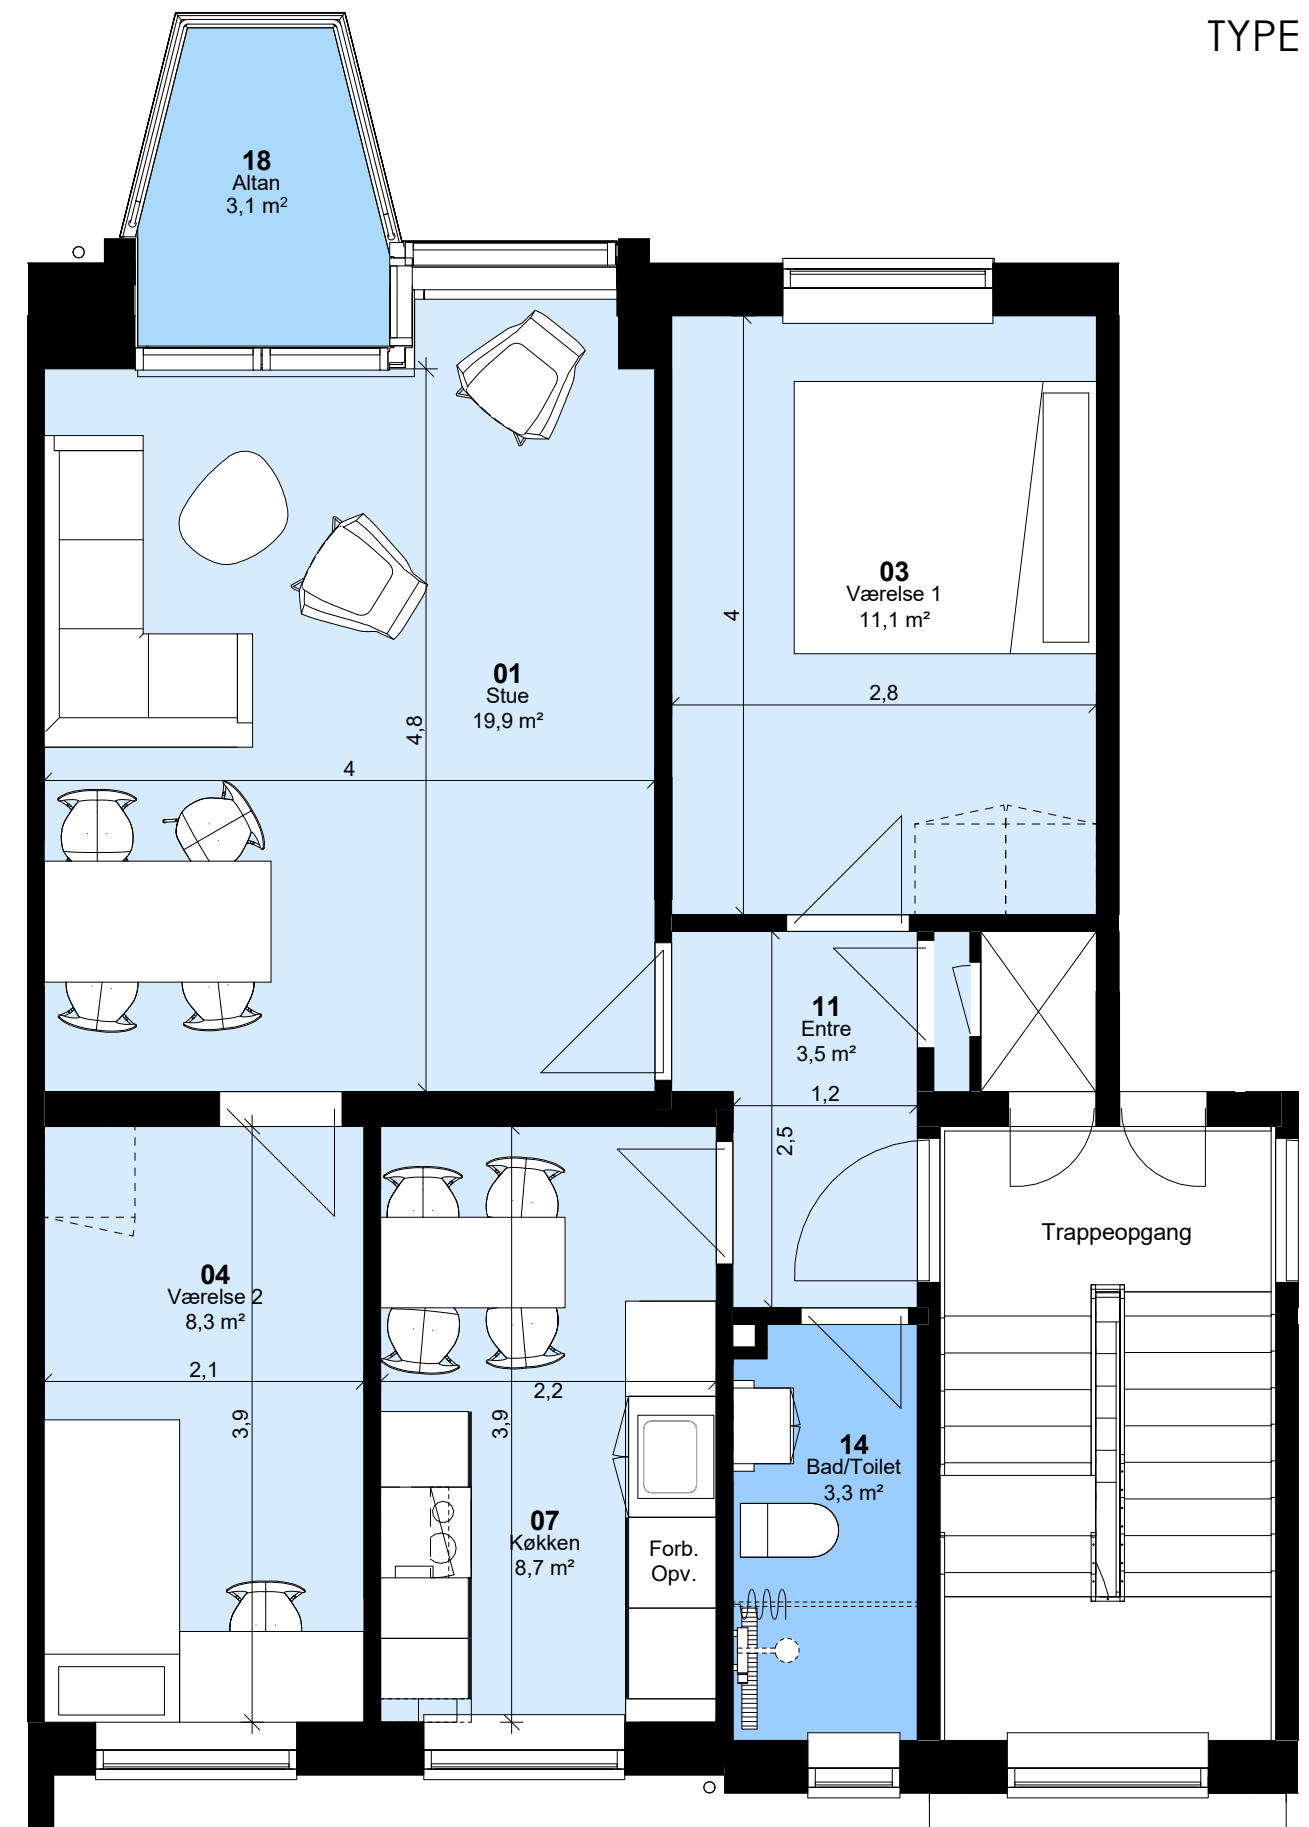 TYPE
18
Altan
3,1 m²
03
Værelse 1
11,1 m²
4
2,8
01
Stue
19,9 m²
4,8
4
11
Entre
3,5 m²
1,2
2,5
Trappeopgang
04
Værelse 2
8,3 m²
2,1
3,9
2,2
3,9
07
Køkken
8,7 m²
Forb.
Opv.
14
Bad/Toilet
3,3 m²